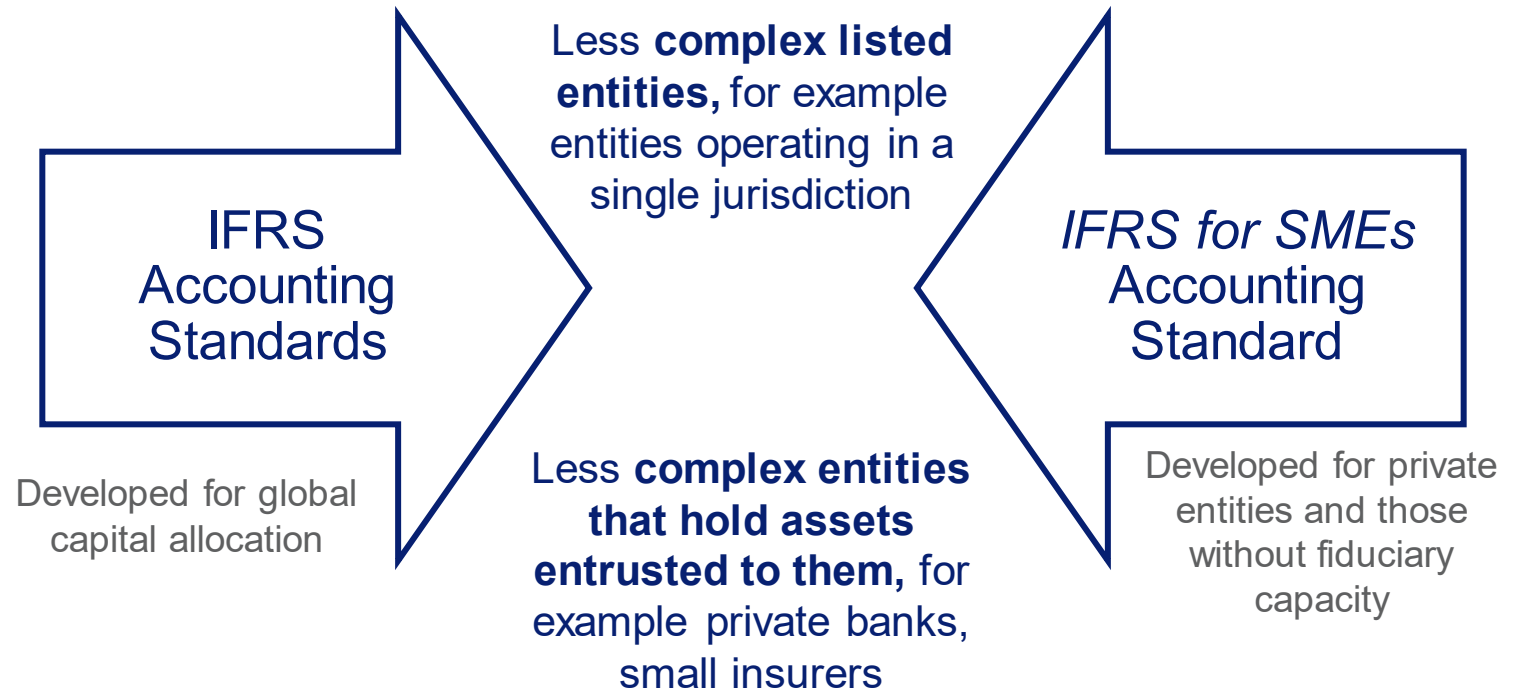 IFRS
Accounting
Standards
Developed for global
capital allocation
Less complex listed
entities, for example
entities operating in a
single jurisdiction
Less complex entities
that hold assets
entrusted to them, for
example private banks,
small insurers
IFRS for SMEs
Accounting
Standard
Developed for private
entities and those
without fiduciary
capacity